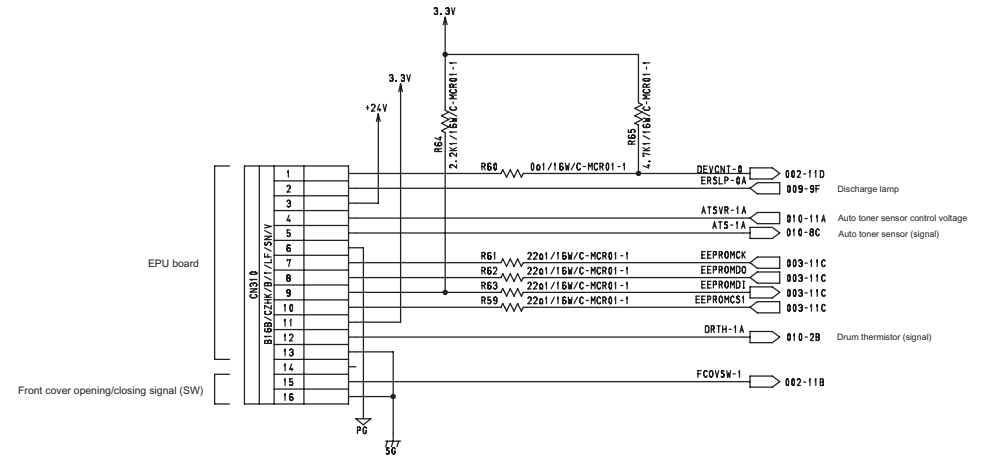 3.3V
3.3V
+24V
R64
2.2K1/16W/C-MCR01-1
R65
4.7K1/16W/C-MCR01-1
EPU board
Front cover opening/closing signal (SW)
CN310
B16B/CZHK/B/1/LF/SN/V
1
2
3
4
5
6
7
8
9
10
11
12
13
14
15
16
R60 0o1/16W/C-MCR01-1 DEVCNT-0 002-11D
ERSLP-0A 009-9F Discharge lamp
ATSVR-1A 010-11A Auto toner sensor control voltage
ATS-1A 010-8C Auto toner sensor (signal)
R61 22o1/16W/C-MCR01-1 EEPROMCK 003-11C
R62 22o1/16W/C-MCR01-1 EEPROMDO 003-11C
R63 22o1/16W/C-MCR01-1 EEPROMDI 003-11C
R59 22o1/16W/C-MCR01-1 EEPROMCS1 003-11C
DRTH-1A 010-2B Drum thermistor (signal)
FCOVSW-1 002-11B
PG
SG